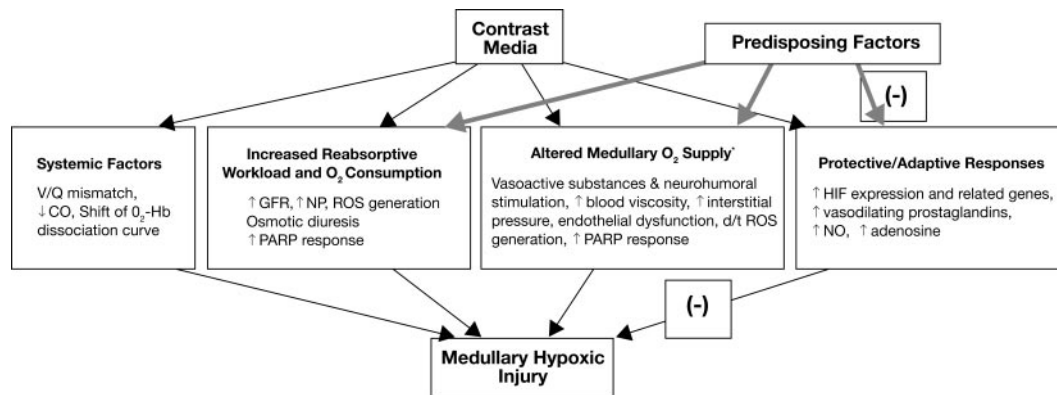 Contrast
Media
Predisposing Factors
(-)
Systemic Factors
V/Q mismatch,
↓CO, Shift of 0₂-Hb
dissociation curve
Increased Reabsorptive
Workload and O₂ Consumption
↑GFR, ↑NP, ROS generation
Osmotic diuresis
↑PARP response
Altered Medullary O₂ Supply*
Vasoactive substances & neurohumoral
stimulation, ↑ blood viscosity, ↑ interstitial
pressure, endothelial dysfunction, d/t ROS
generation, ↑ PARP response
Protective/Adaptive Responses
↑HIF expression and related genes,
↑ vasodilating prostaglandins,
↑NO, ↑ adenosine
(-)
Medullary Hypoxic
Injury